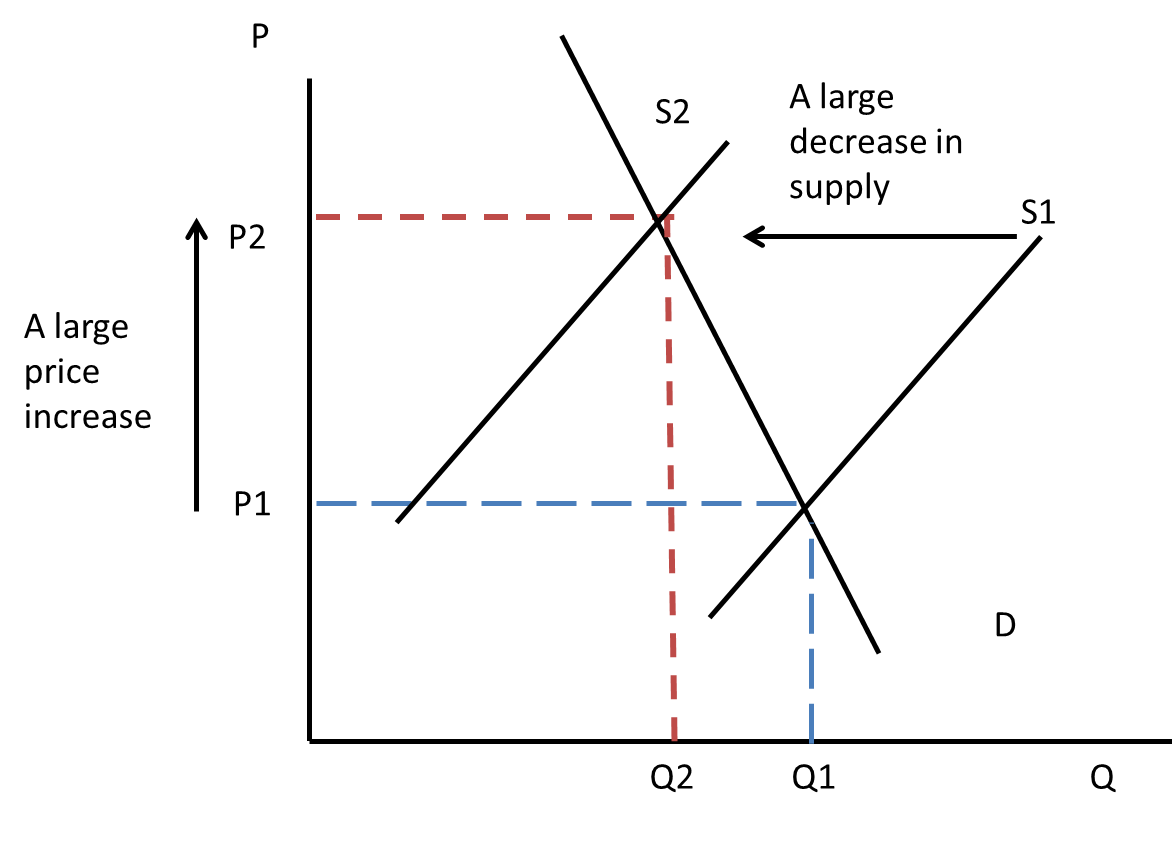 P
S2
A large
decrease in
supply
S1
P2
A large
price
increase
P1
D
Q2
Q1
Q